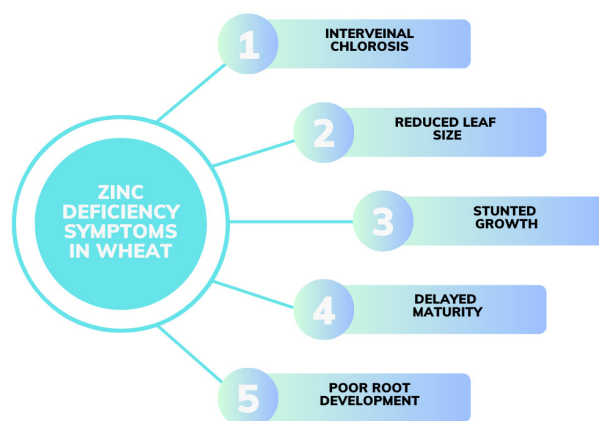 ZINC
DEFICIENCY
SYMPTOMS
IN WHEAT
1
INTERVEINAL
CHLOROSIS
2
REDUCED LEAF
SIZE
3
STUNTED
GROWTH
4
DELAYED
MATURITY
5
POOR ROOT
DEVELOPMENT